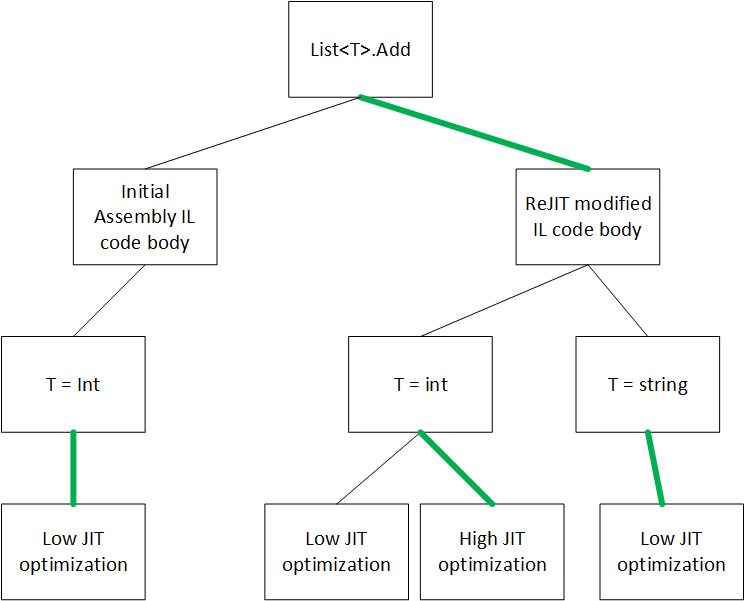 List<T>.Add
Initial
Assembly IL
code body
ReJIT modified
IL code body
T = Int
T = int
T = string
Low JIT
optimization
Low JIT
optimization
High JIT
optimization
Low JIT
optimization